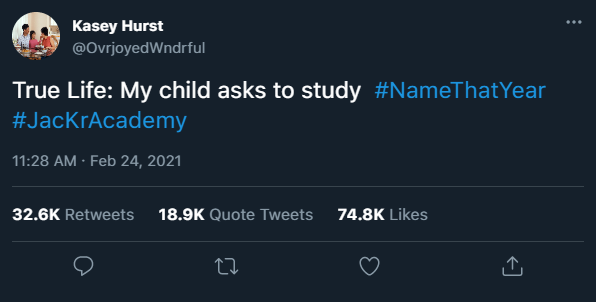 Kasey Hurst
@OvrjoyedWndrful
True Life: My child asks to study #NameThatYear
#JacKrAcademy
11:28 AM · Feb 24, 2021
32.6K Retweets 18.9K Quote Tweets 74.8K Likes